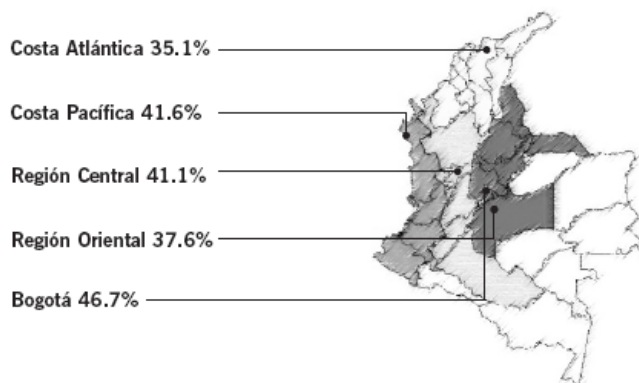 Costa Atlántica 35.1%
Costa Pacífica 41.6%
Región Central 41.1%
Región Oriental 37.6%
Bogotá 46.7%